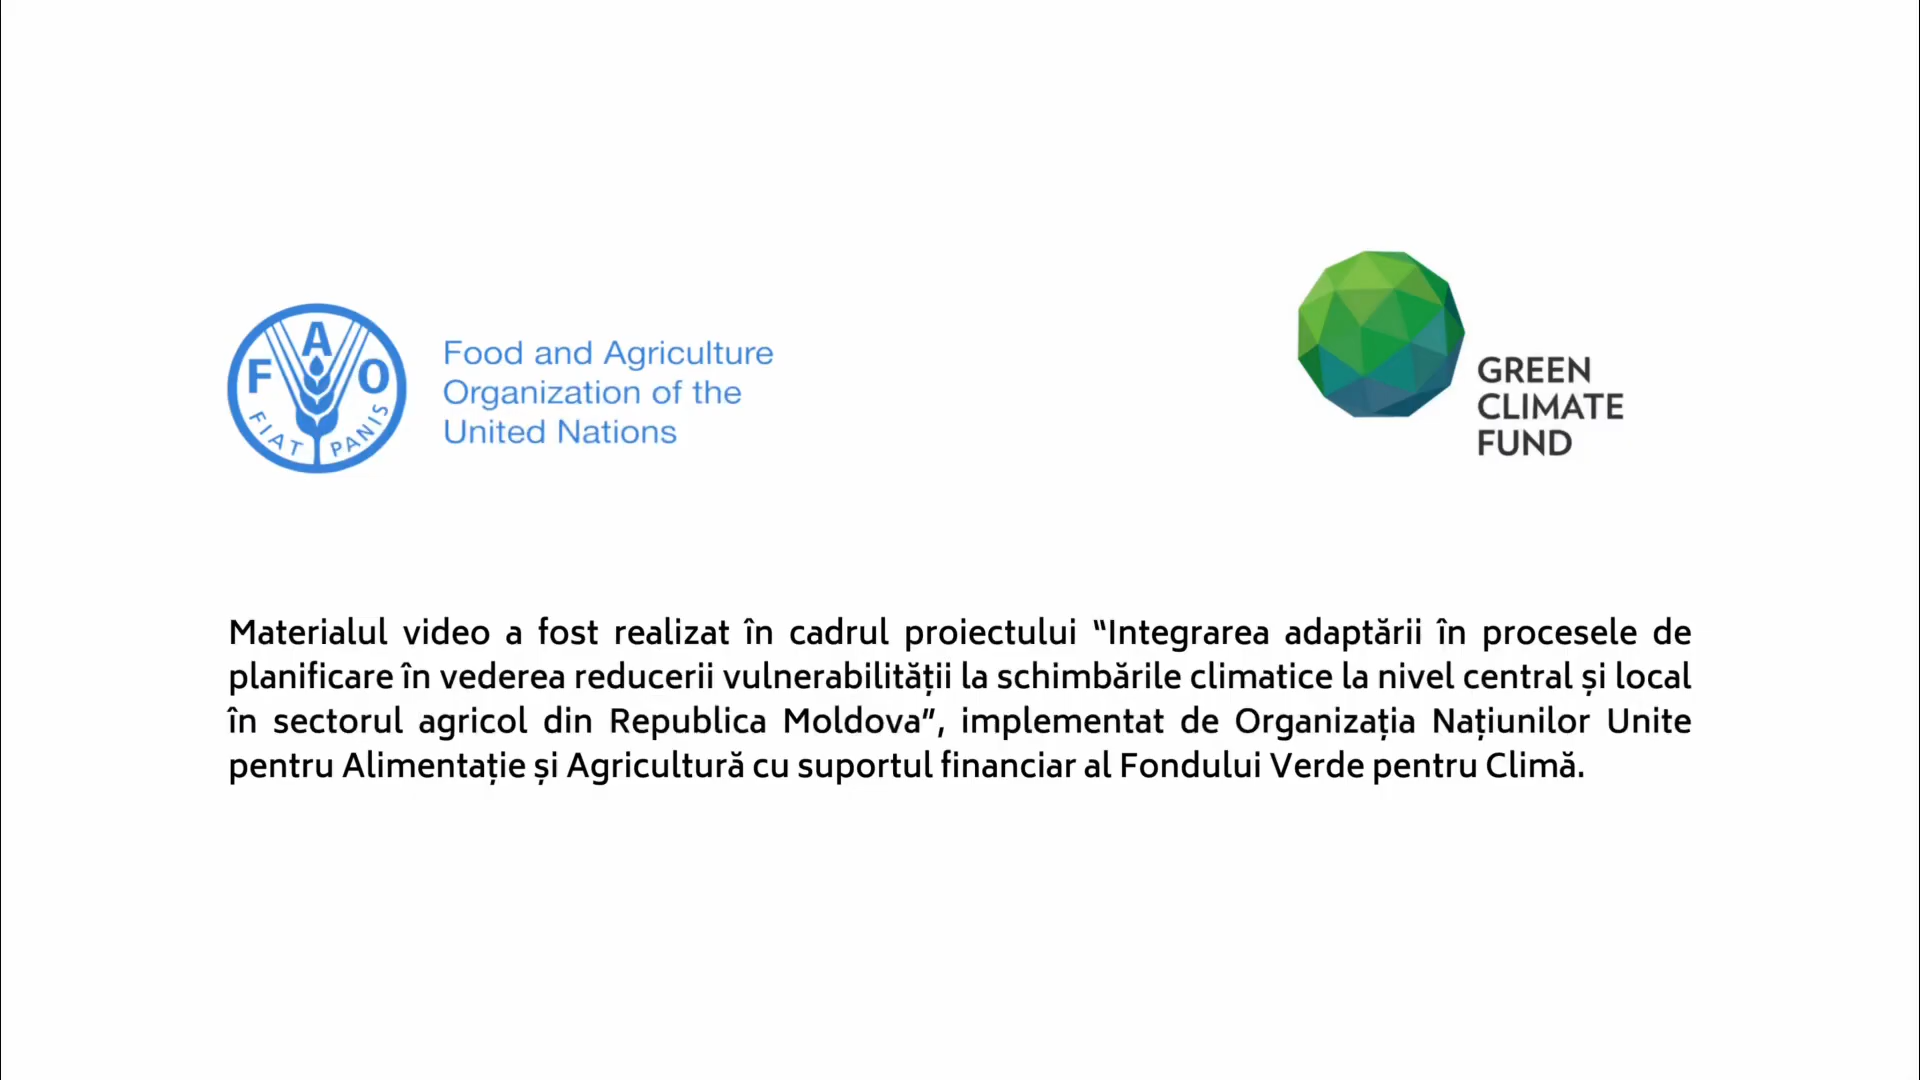 F A O
FIAT PANIS
Food and Agriculture
Organization of the
United Nations
GREEN
CLIMATE
FUND
Materialul video a fost realizat în cadrul proiectului “Integrarea adaptării în procesele de
planificare în vederea reducerii vulnerabilității la schimbările climatice la nivel central și local
în sectorul agricol din Republica Moldova”, implementat de Organizația Națiunilor Unite
pentru Alimentație și Agricultură cu suportul financiar al Fondului Verde pentru Climă.